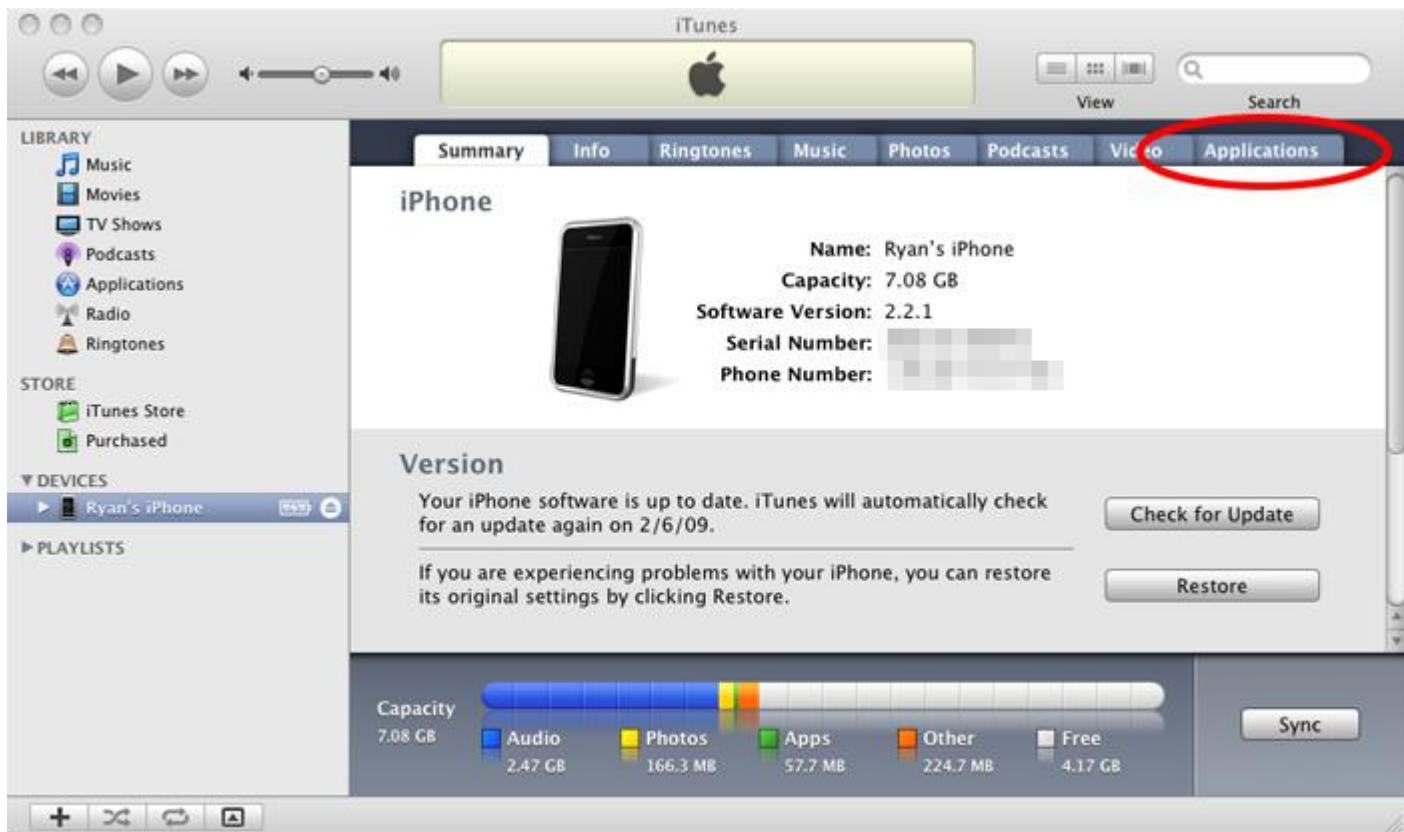 iTunes
View
Search
LIBRARY
Music
Movies
TV Shows
Podcasts
Applications
Radio
Ringtones
STORE
iTunes Store
Purchased
DEVICES
Ryan's iPhone
PLAYLISTS
Summary Info Ringtones Music Photos Podcasts Video Applications
iPhone
Name: Ryan's iPhone
Capacity: 7.08 GB
Software Version: 2.2.1
Serial Number:
Phone Number:
Version
Your iPhone software is up to date. iTunes will automatically check
for an update again on 2/6/09.
Check for Update
If you are experiencing problems with your iPhone, you can restore
its original settings by clicking Restore.
Restore
Capacity
7.08 GB
Audio
2.47 GB
Photos
166.3 MB
Apps
57.7 MB
Other
224.7 MB
Free
4.17 GB
Sync